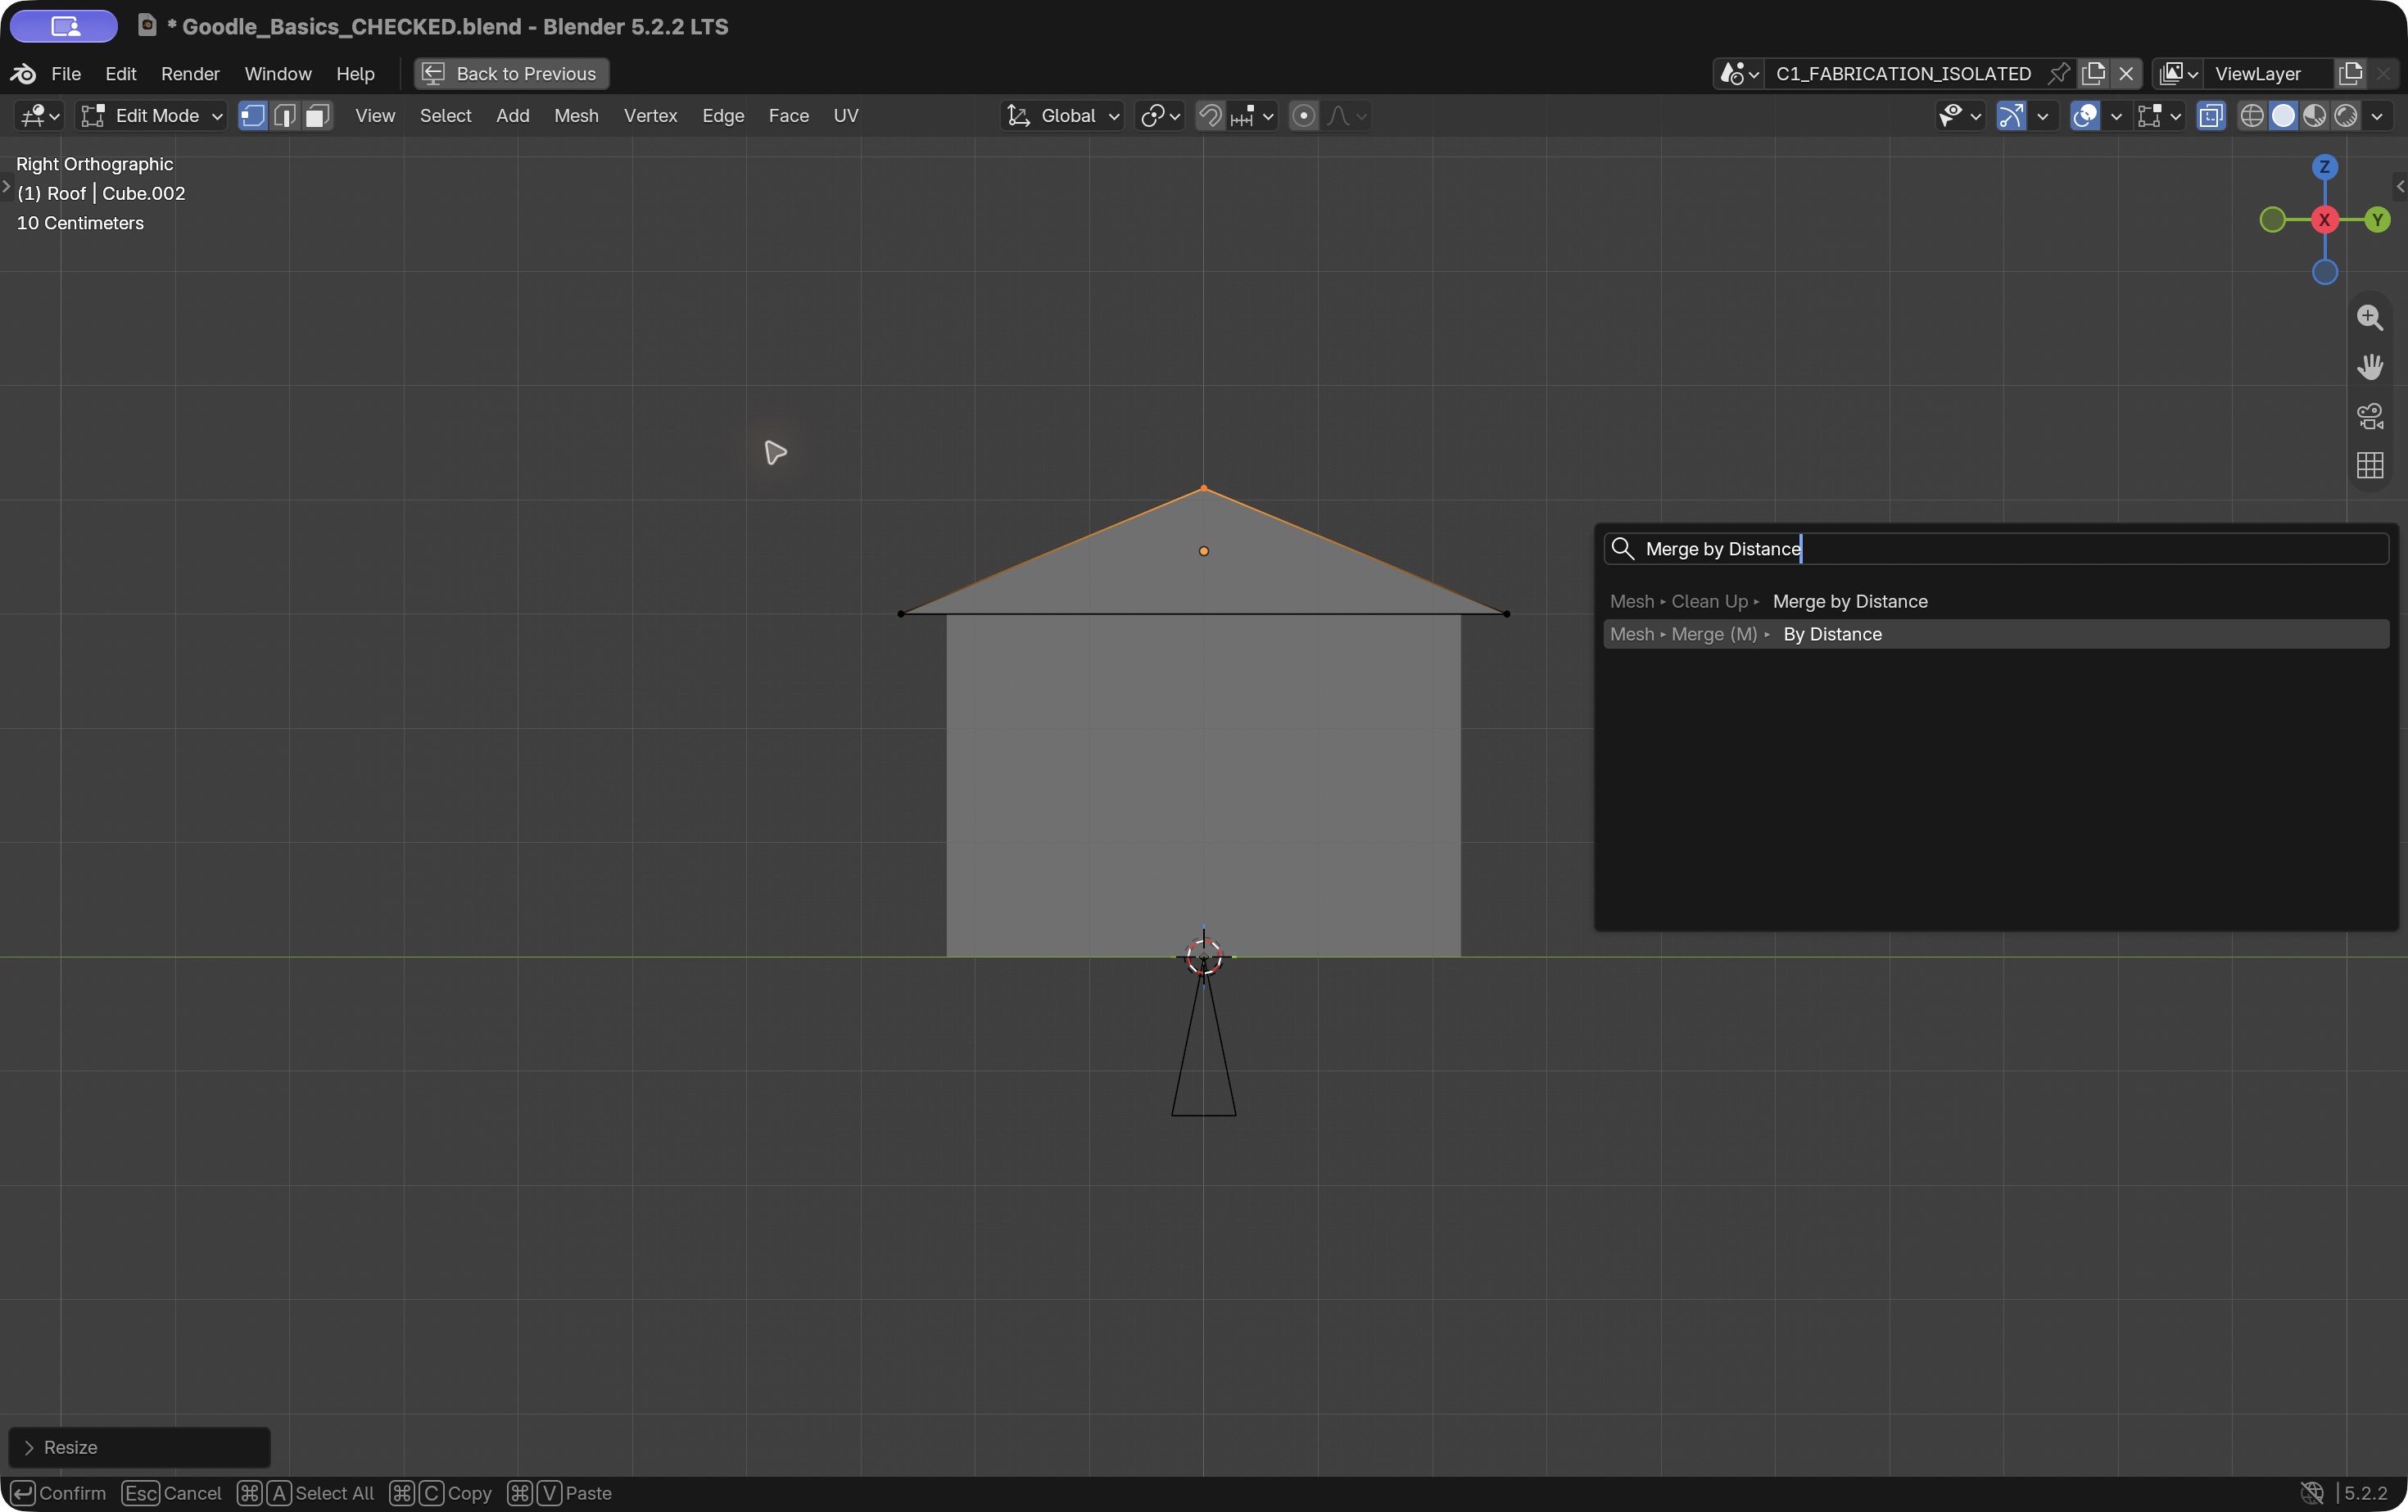 * Goodle_Basics_CHECKED.blend - Blender 5.2.2 LTS
File Edit Render Window Help Back to Previous C1_FABRICATION_ISOLATED ViewLayer
Edit Mode View Select Add Mesh Vertex Edge Face UV Global
Right Orthographic
(1) Roof | Cube.002
10 Centimeters
Z
X Y
Merge by Distance
Mesh ▸ Clean Up ▸ Merge by Distance
Mesh ▸ Merge (M) ▸ By Distance
Resize
Confirm Esc Cancel ⌘ A Select All ⌘ C Copy ⌘ V Paste 5.2.2